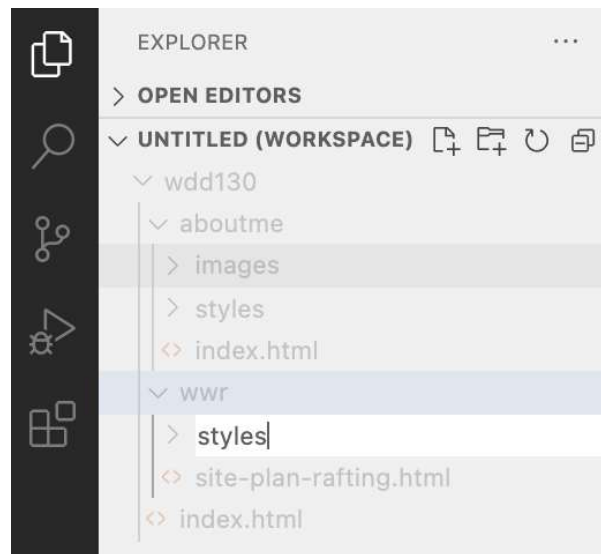 EXPLORER ...
OPEN EDITORS
UNTITLED (WORKSPACE)
wdd130
aboutme
images
styles
index.html
wwr
styles
site-plan-rafting.html
index.html